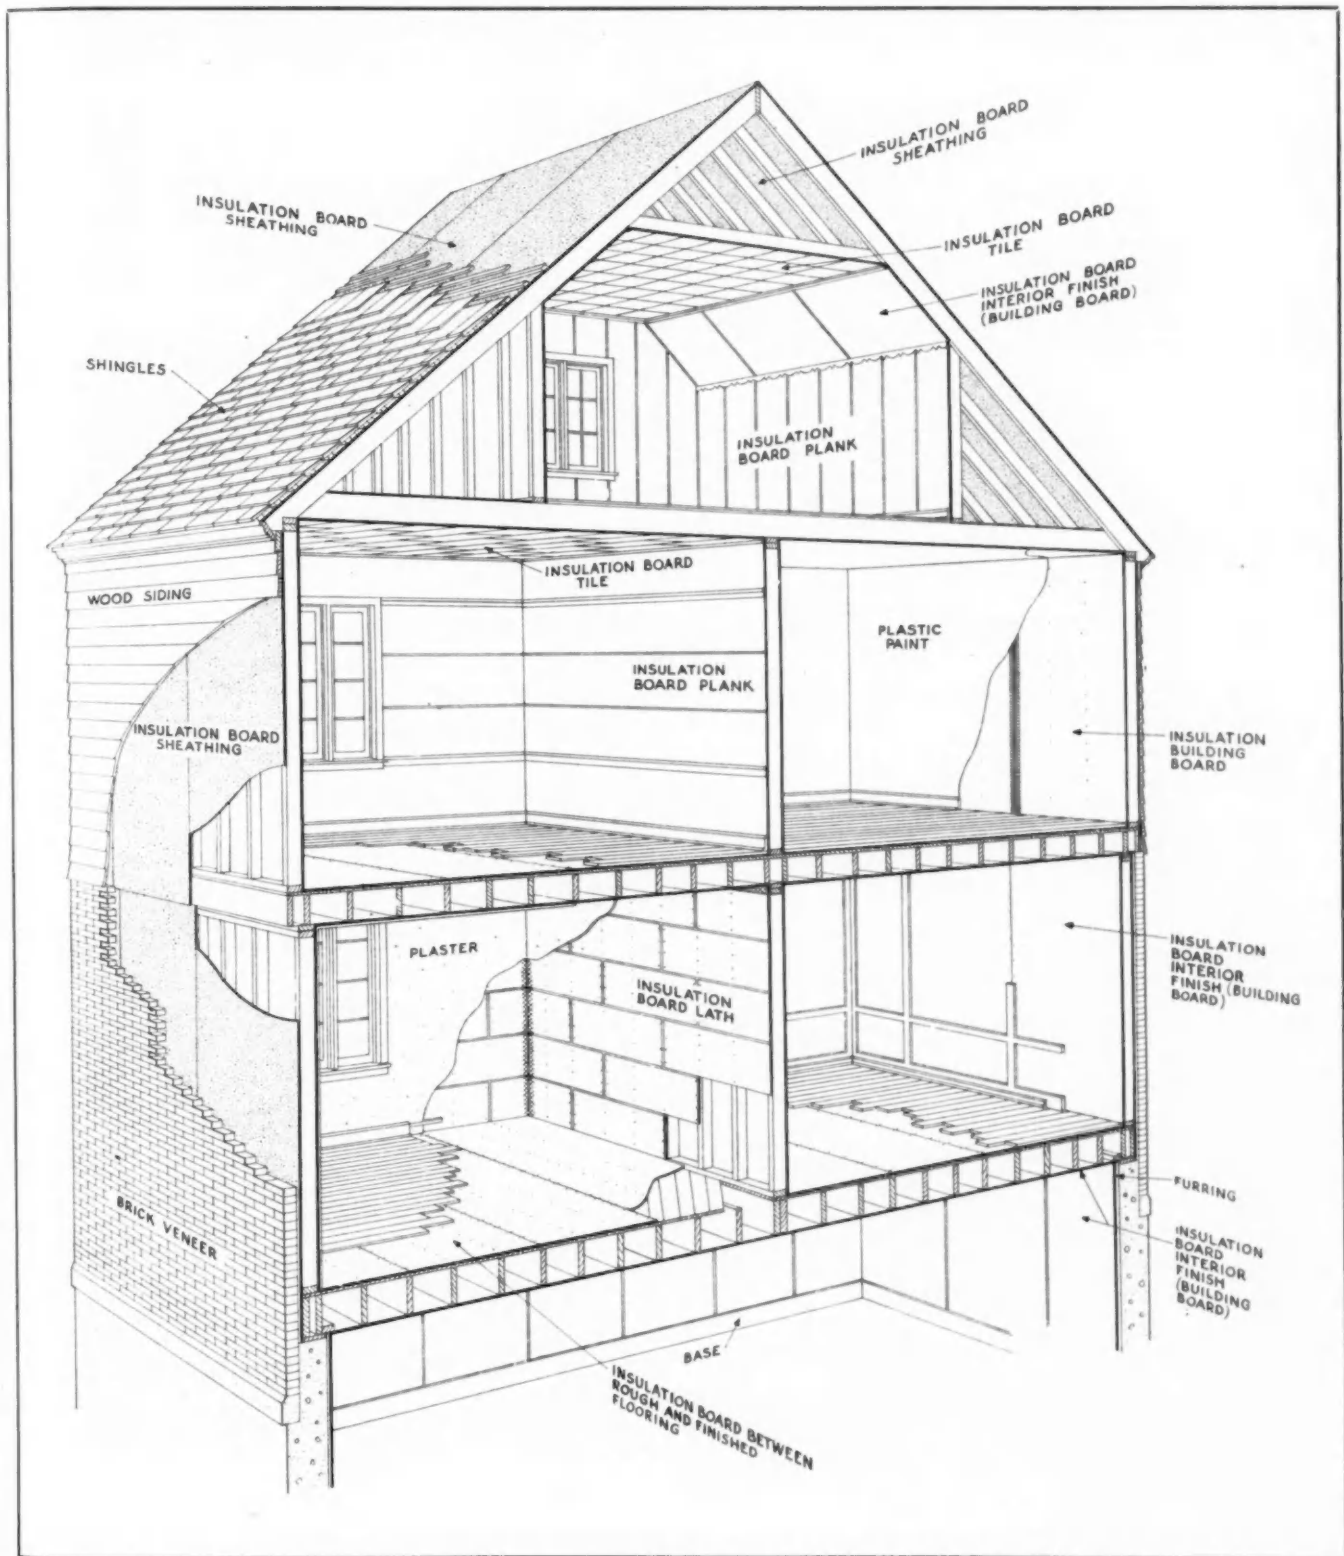 INSULATION BOARD
SHEATHING
INSULATION BOARD
SHEATHING
INSULATION BOARD
TILE
INSULATION BOARD
INTERIOR FINISH
(BUILDING BOARD)
SHINGLES
INSULATION
BOARD PLANK
INSULATION BOARD
TILE
WOOD SIDING
PLASTIC
PAINT
INSULATION
BOARD PLANK
INSULATION BOARD
SHEATHING
INSULATION
BUILDING
BOARD
PLASTER
INSULATION
BOARD LATH
INSULATION
BOARD
INTERIOR
FINISH (BUILDING
BOARD)
BRICK VENEER
FURRING
INSULATION
BOARD
INTERIOR
FINISH
(BUILDING
BOARD)
BASE
INSULATION BOARD BETWEEN
ROUGH AND FINISHED
FLOORING